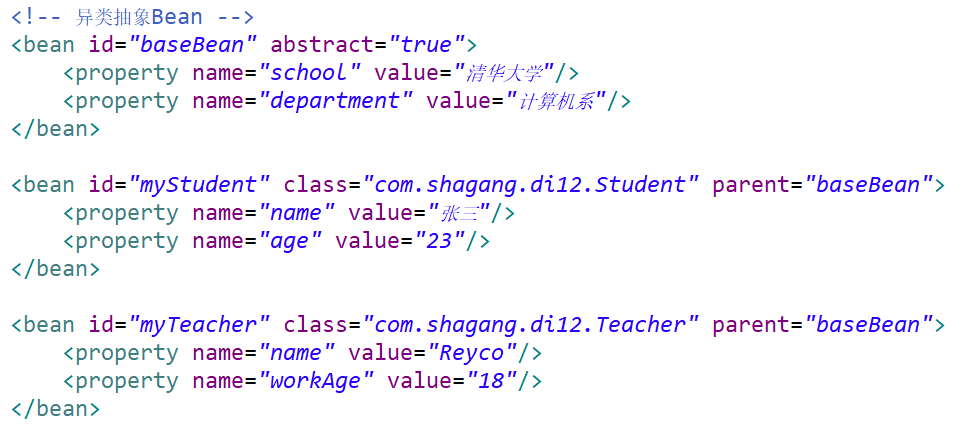 <!-- 异类抽象Bean -->
<bean id="baseBean" abstract="true">
    <property name="school" value="清华大学"/>
    <property name="department" value="计算机系"/>
</bean>

<bean id="myStudent" class="com.shagang.di12.Student" parent="baseBean">
    <property name="name" value="张三"/>
    <property name="age" value="23"/>
</bean>

<bean id="myTeacher" class="com.shagang.di12.Teacher" parent="baseBean">
    <property name="name" value="Reyco"/>
    <property name="workAge" value="18"/>
</bean>